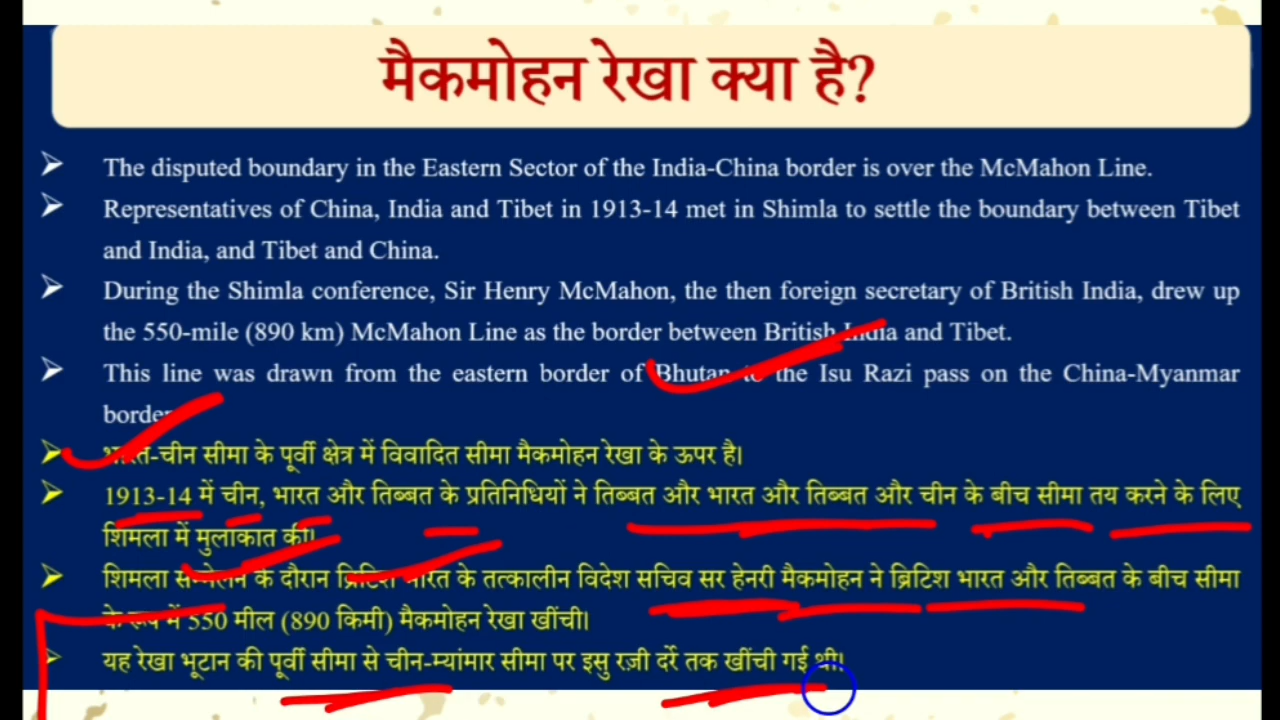 मैकमोहन रेखा क्या है?
The disputed boundary in the Eastern Sector of the India-China border is over the McMahon Line.
Representatives of China, India and Tibet in 1913-14 met in Shimla to settle the boundary between Tibet
and India, and Tibet and China.
During the Shimla conference, Sir Henry McMahon, the then foreign secretary of British India, drew up
the 550-mile (890 km) McMahon Line as the border between British India and Tibet.
This line was drawn from the eastern border of Bhutan to the Isu Razi pass on the China-Myanmar
border
भारत-चीन सीमा के पूर्वी क्षेत्र में विवादित सीमा मैकमोहन रेखा के ऊपर है।
1913-14 में चीन, भारत और तिब्बत के प्रतिनिधियों ने तिब्बत और भारत और तिब्बत और चीन के बीच सीमा तय करने के लिए
शिमला में मुलाकात की।
शिमला सम्मेलन के दौरान ब्रिटिश भारत के तत्कालीन विदेश सचिव सर हेनरी मैकमोहन ने ब्रिटिश भारत और तिब्बत के बीच सीमा
के रूप में 550 मील (890 किमी) मैकमोहन रेखा खींची।
यह रेखा भूटान की पूर्वी सीमा से चीन-म्यांमार सीमा पर इसु रज़ी दर्रे तक खींची गई थी।